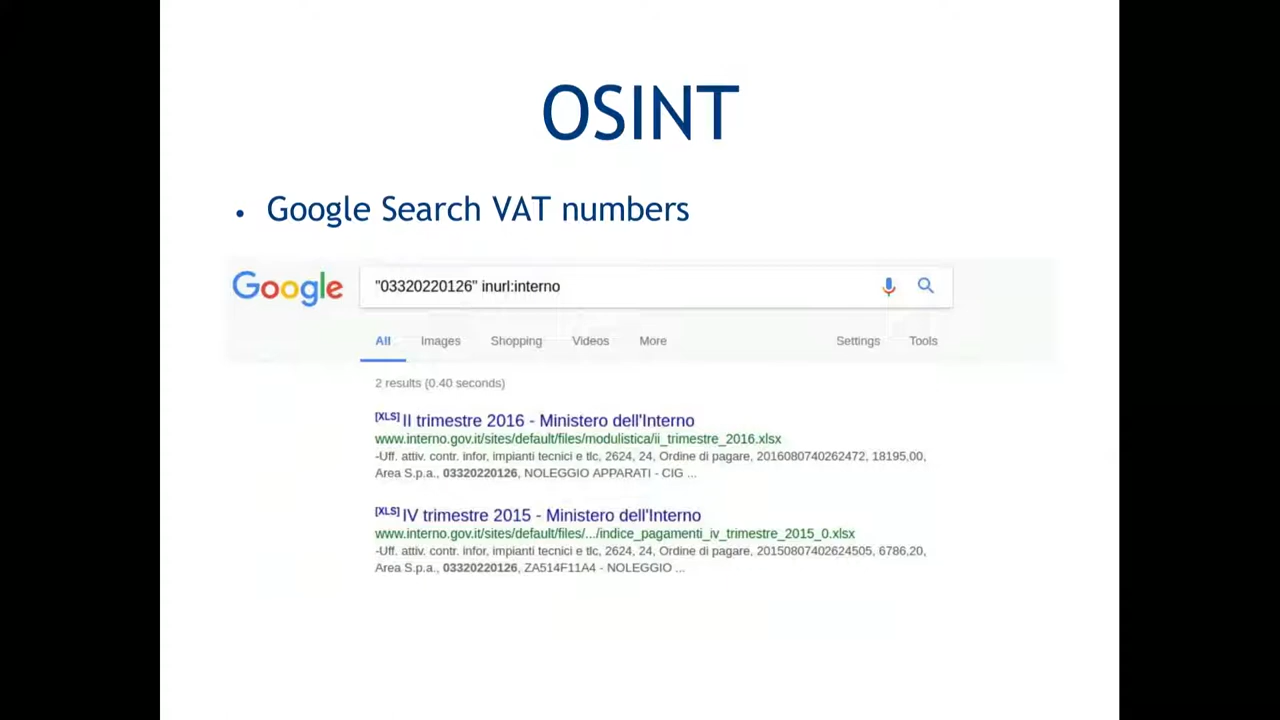 OSINT
• Google Search VAT numbers
Google "03320220126" inurl:interno
All Images Shopping Videos More Settings Tools
2 results (0.40 seconds)
[XLS] II trimestre 2016 - Ministero dell'Interno
www.interno.gov.it/sites/default/files/modulistica/ii_trimestre_2016.xlsx
-Uff. attiv. contr. infor, impianti tecnici e tlc, 2624, 24, Ordine di pagare, 2016080740262472, 18195,00,
Area S.p.a., 03320220126, NOLEGGIO APPARATI - CIG ...
[XLS] IV trimestre 2015 - Ministero dell'Interno
www.interno.gov.it/sites/default/files/.../indice_pagamenti_iv_trimestre_2015_0.xlsx
-Uff. attiv. contr. infor, impianti tecnici e tlc, 2624, 24, Ordine di pagare, 20150807402624505, 6786,20,
Area S.p.a., 03320220126, ZA514F11A4 - NOLEGGIO ...